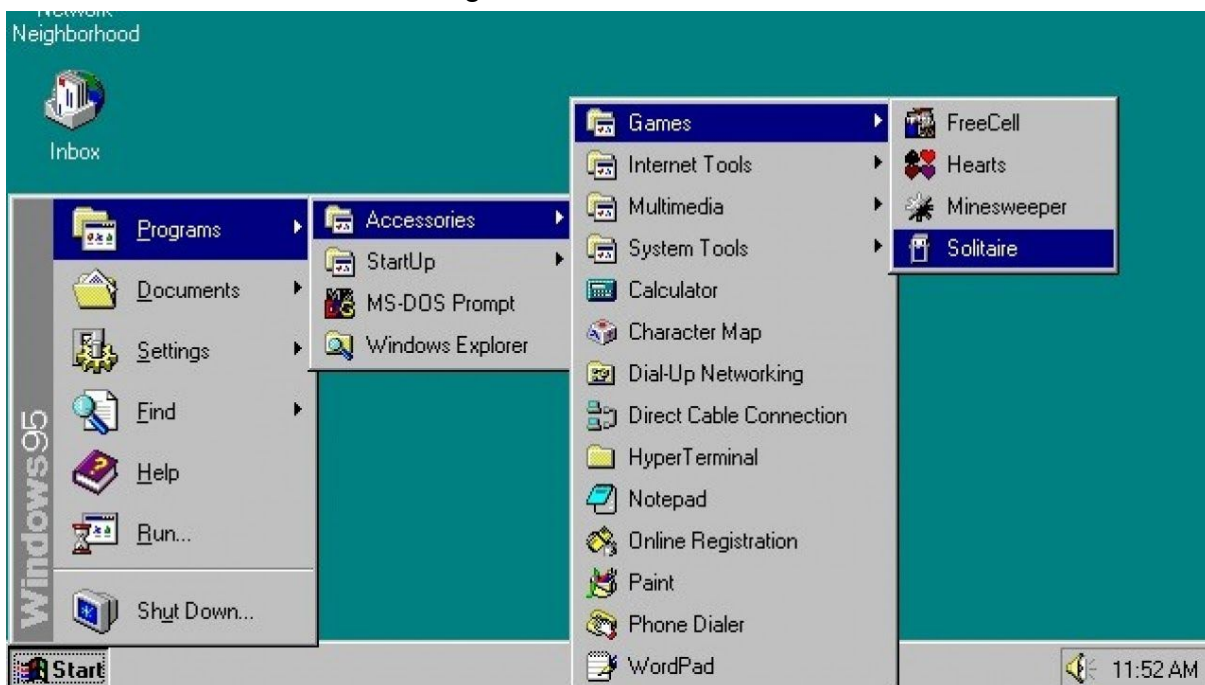 Network
Neighborhood
Inbox
Programs
Documents
Settings
Find
Help
Run...
Shut Down...
Windows95
Accessories
StartUp
MS-DOS Prompt
Windows Explorer
Games
Internet Tools
Multimedia
System Tools
Calculator
Character Map
Dial-Up Networking
Direct Cable Connection
HyperTerminal
Notepad
Online Registration
Paint
Phone Dialer
WordPad
FreeCell
Hearts
Minesweeper
Solitaire
Start
11:52 AM